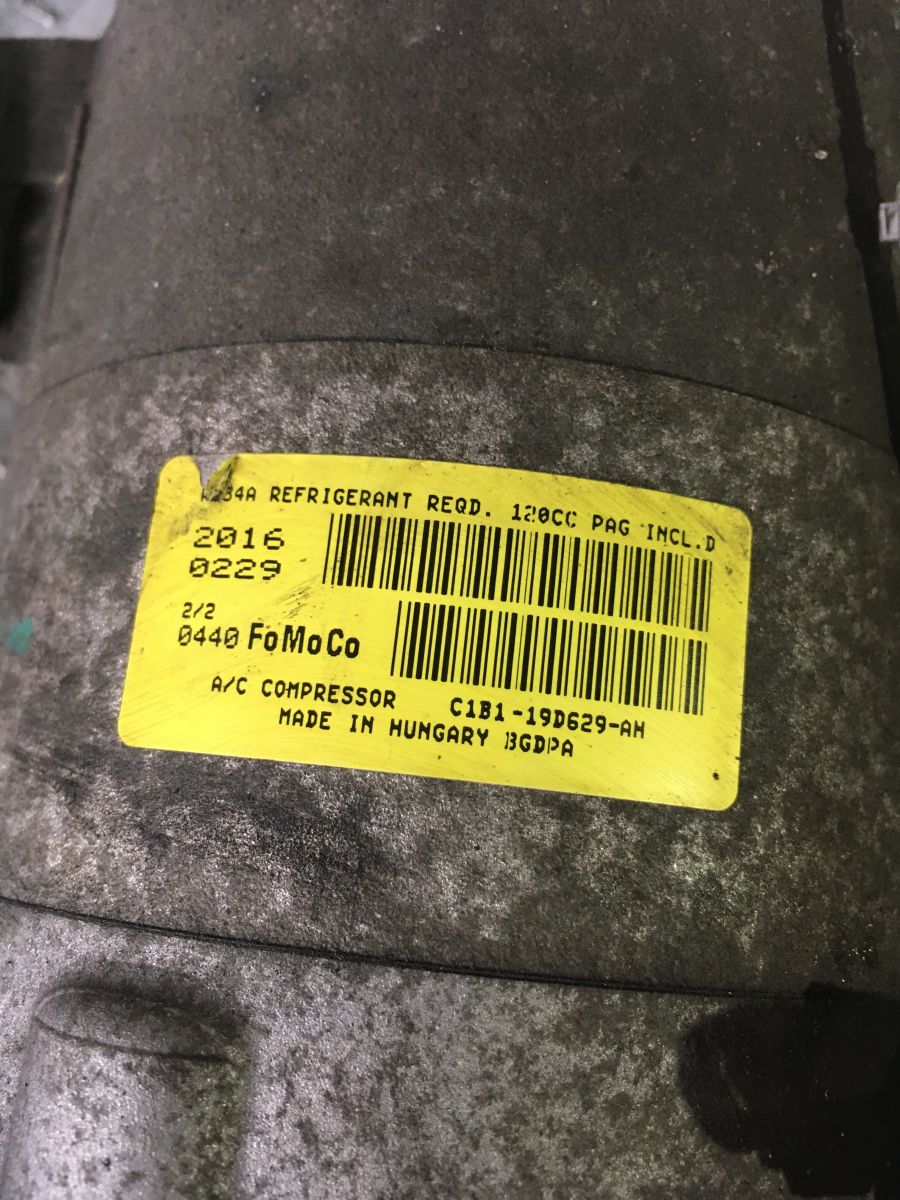 R234A REFRIGERANT REQD. 120CC PAG INCL.D
2016
0229
2/2
0440 FoMoCo
A/C COMPRESSOR C1B1-19D629-AH
MADE IN HUNGARY BGDPA